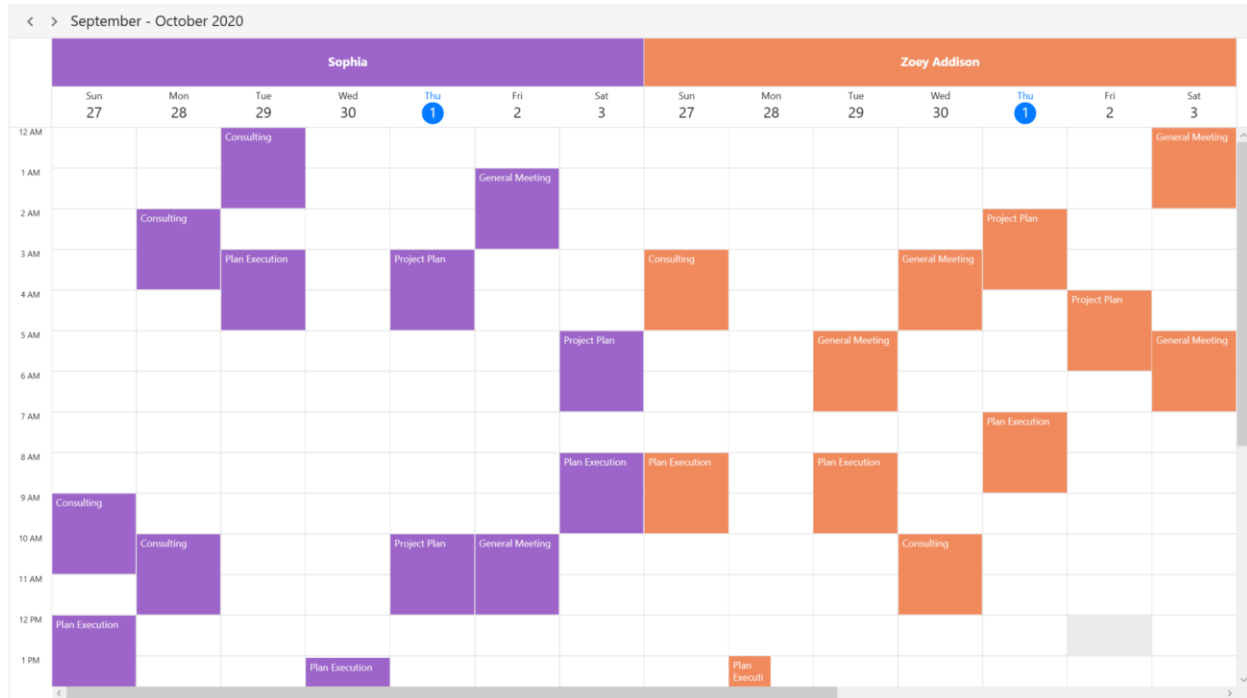 September - October 2020
Sophia
Zoey Addison
Sun Mon Tue Wed Thu Fri Sat Sun Mon Tue Wed Thu Fri Sat
27 28 29 30 1 2 3 27 28 29 30 1 2 3
12 AM Consulting General Meeting
1 AM General Meeting
2 AM Consulting Project Plan
3 AM Plan Execution Project Plan Consulting General Meeting
4 AM Project Plan
5 AM Project Plan General Meeting General Meeting
6 AM
7 AM Plan Execution
8 AM Plan Execution Plan Execution Plan Execution
9 AM Consulting
10 AM Consulting Project Plan General Meeting Consulting
11 AM
12 PM Plan Execution
1 PM Plan Execution Plan
Executi